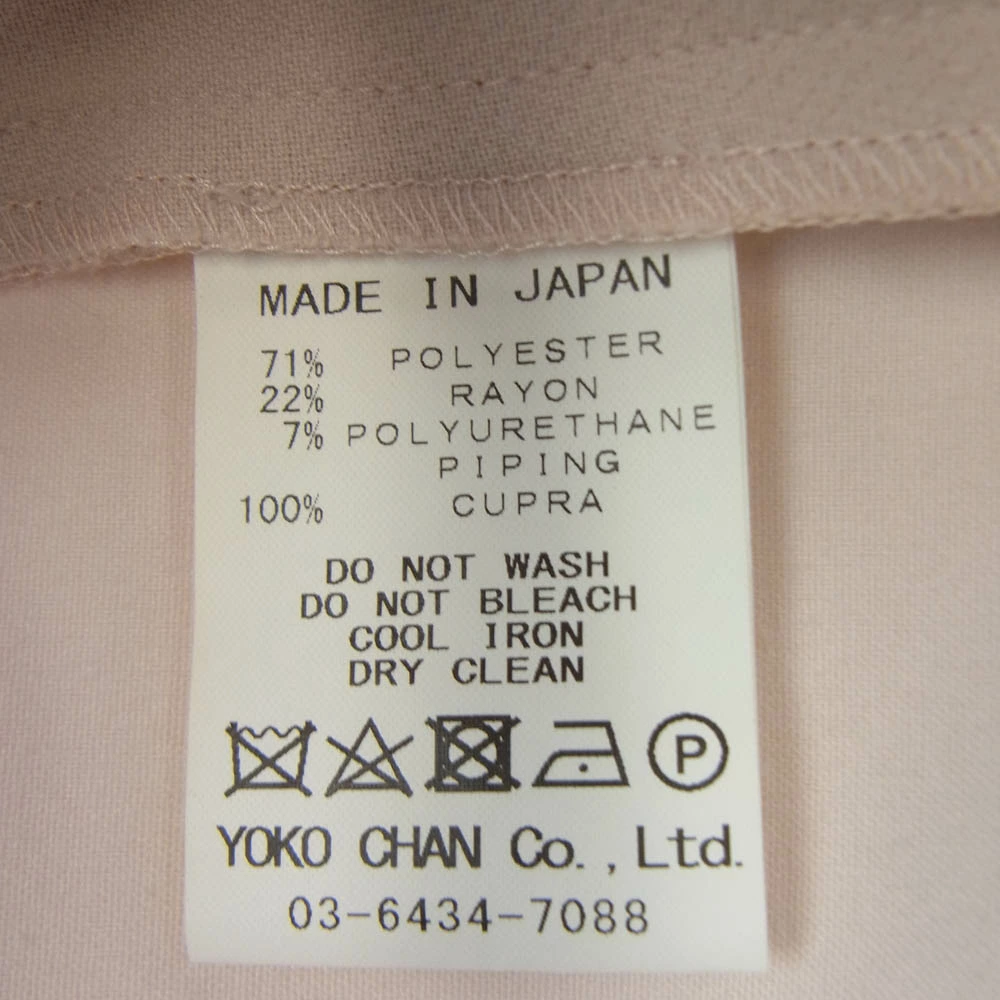 MADE IN JAPAN
71% POLYESTER
22% RAYON
7% POLYURETHANE
PIPING
100% CUPRA
DO NOT WASH
DO NOT BLEACH
COOL IRON
DRY CLEAN
P
YOKO CHAN Co., Ltd.
03-6434-7088